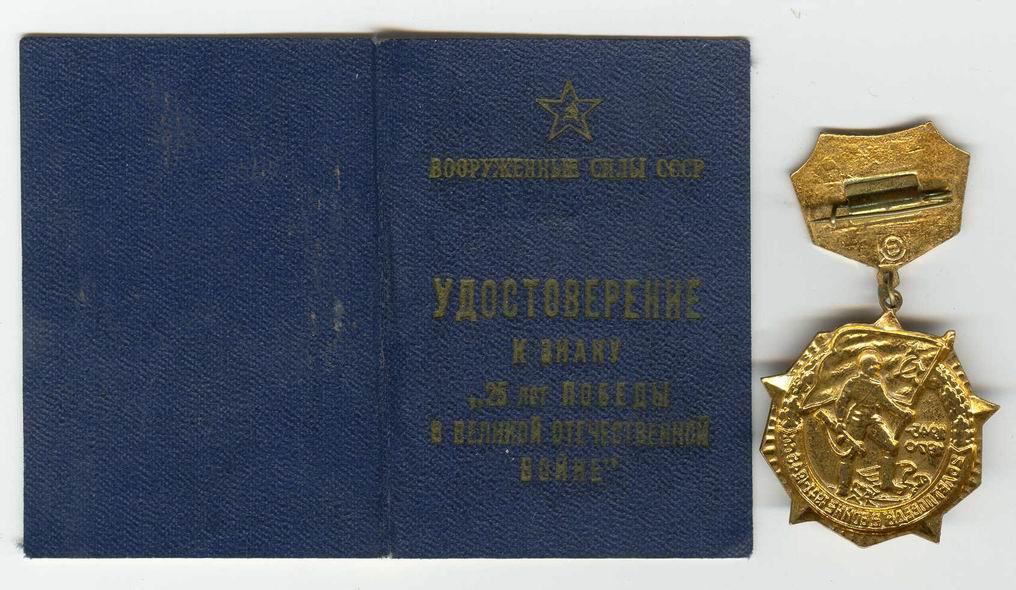 ВООРУЖЕННЫЕ СИЛЫ СССР
УДОСТОВЕРЕНИЕ
К ЗНАКУ
„25 лет ПОБЕДЫ
В ВЕЛИКОЙ ОТЕЧЕСТВЕННОЙ
ВОЙНЕ"